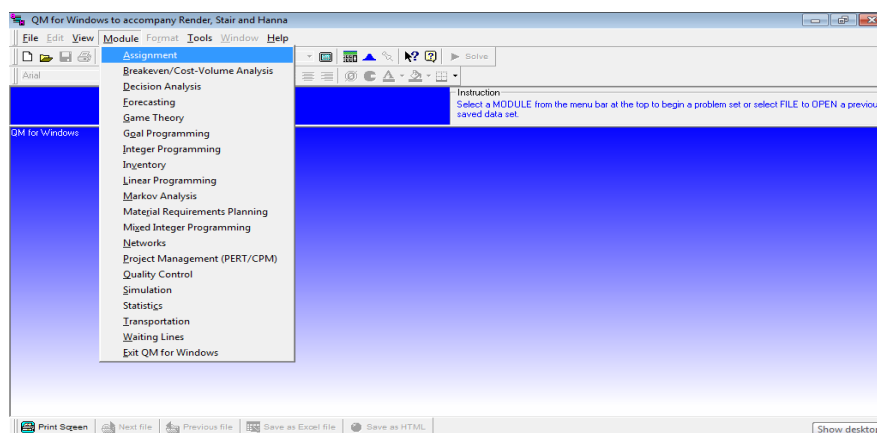 QM for Windows to accompany Render, Stair and Hanna
File Edit View Module Format Tools Window Help
Assignment
Solve
Arial
Breakeven/Cost-Volume Analysis
Decision Analysis
Instruction
Forecasting
Select a MODULE from the menu bar at the top to begin a problem set or select FILE to OPEN a previou
saved data set.
Game Theory
QM for Windows
Goal Programming
Integer Programming
Inventory
Linear Programming
Markov Analysis
Material Requirements Planning
Mixed Integer Programming
Networks
Project Management (PERT/CPM)
Quality Control
Simulation
Statistics
Transportation
Waiting Lines
Exit QM for Windows
Print Screen Next file Previous file Save as Excel file Save as HTML
Show desktop